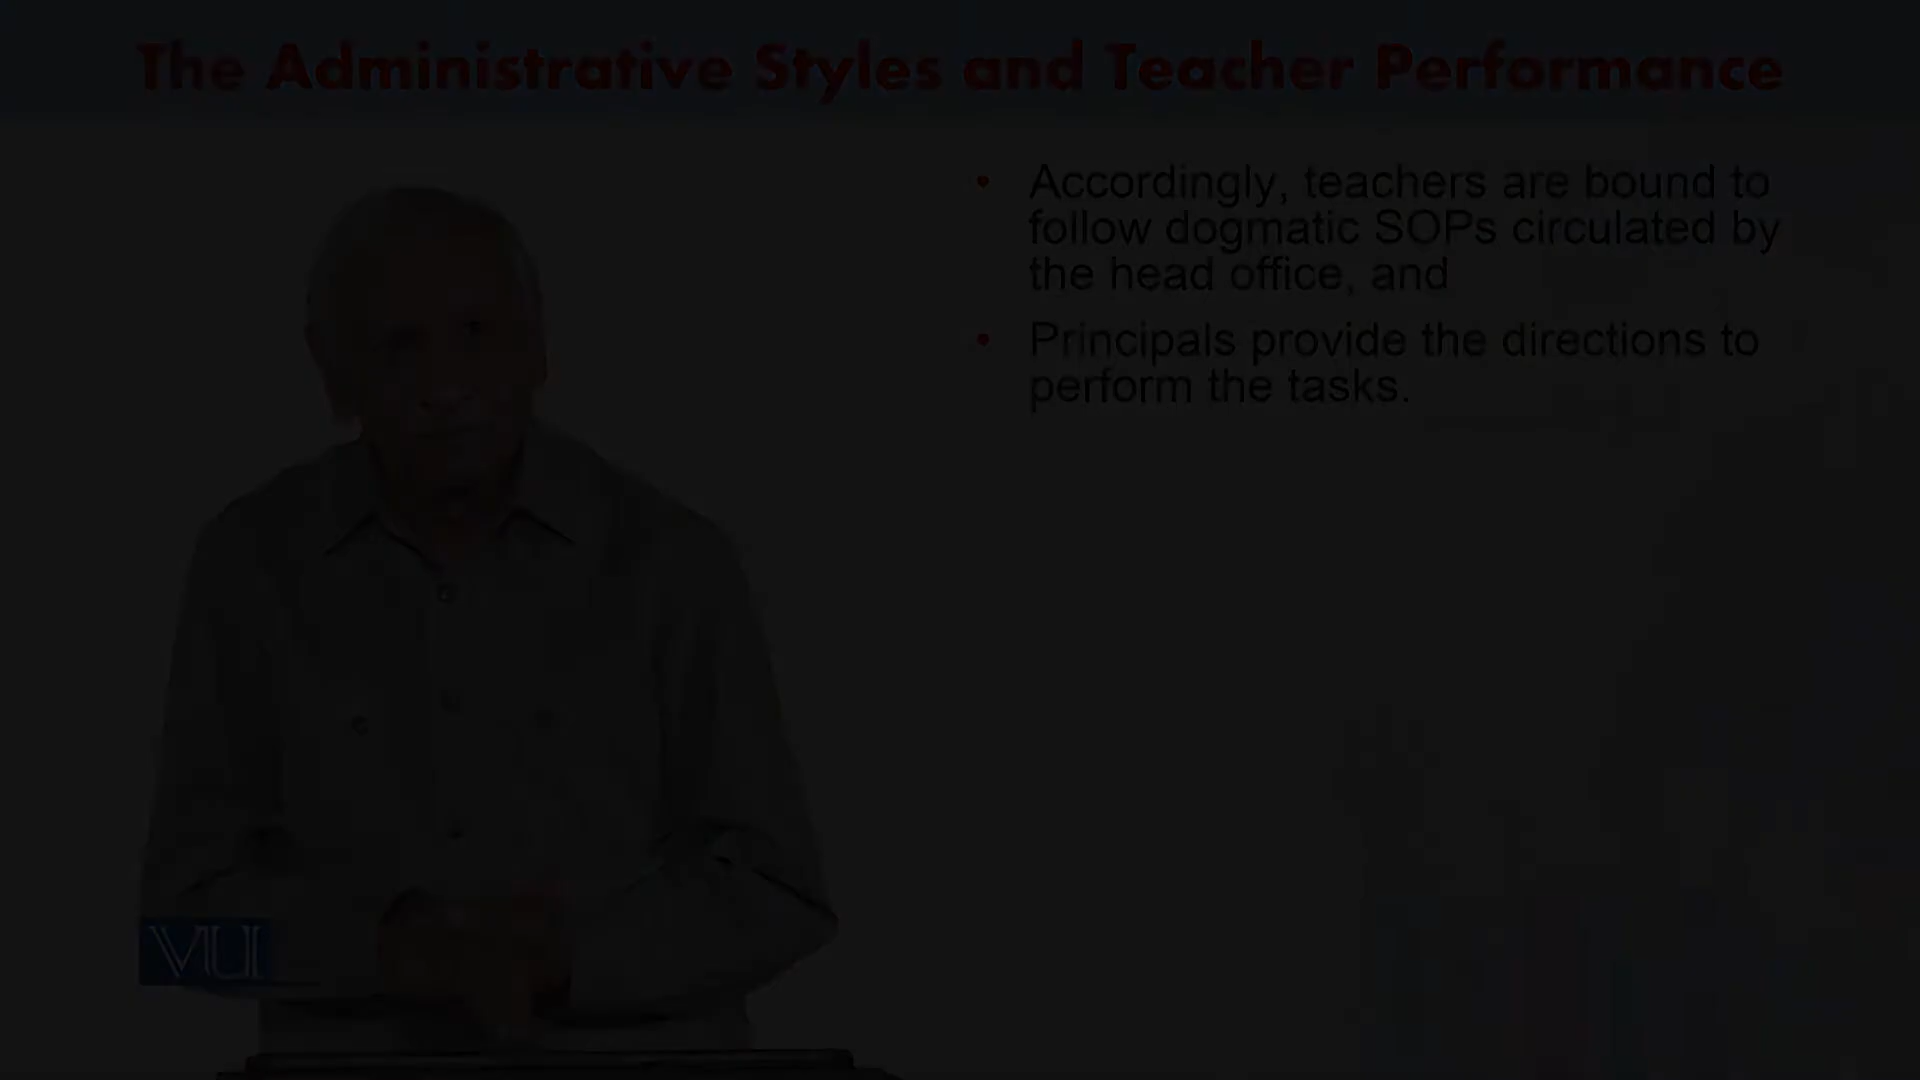 The Administrative Styles and Teacher Performance
• Accordingly, teachers are bound to
follow dogmatic SOPs circulated by
the head office, and
• Principals provide the directions to
perform the tasks.
VU